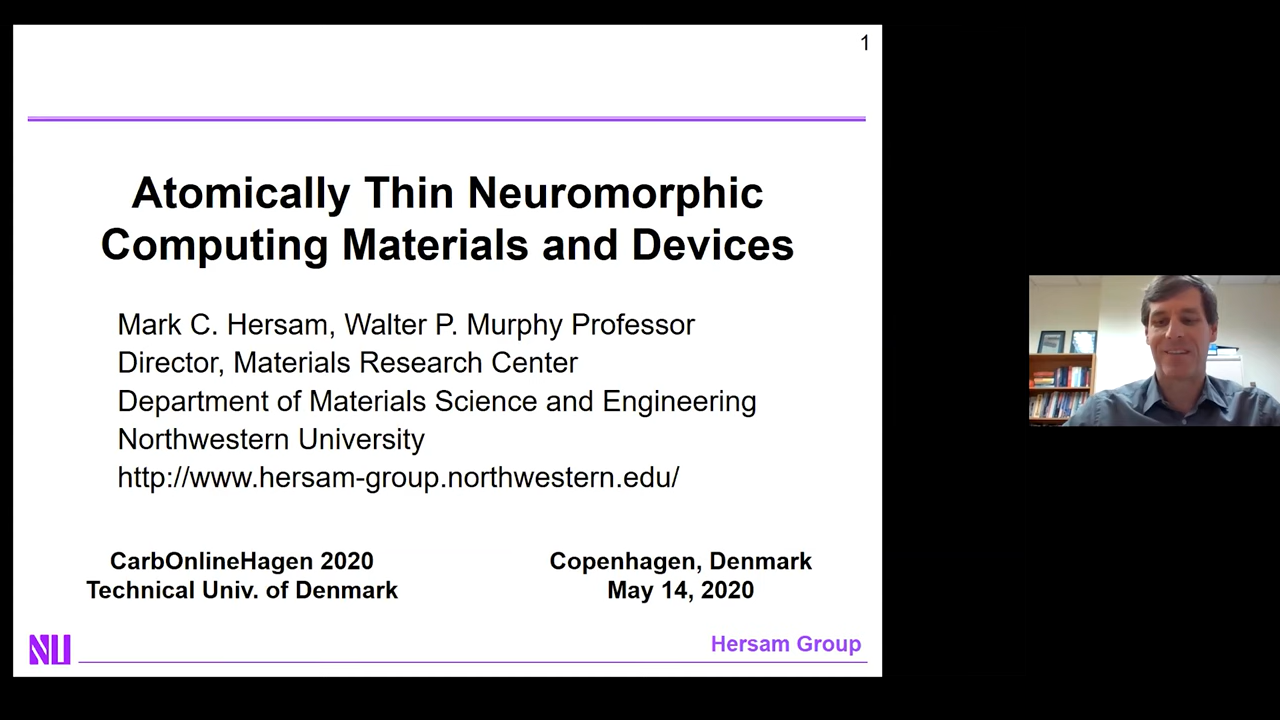 1
Atomically Thin Neuromorphic
Computing Materials and Devices
Mark C. Hersam, Walter P. Murphy Professor
Director, Materials Research Center
Department of Materials Science and Engineering
Northwestern University
http://www.hersam-group.northwestern.edu/
CarbOnlineHagen 2020
Technical Univ. of Denmark
Copenhagen, Denmark
May 14, 2020
NU
Hersam Group